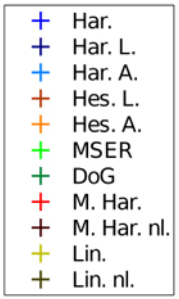 Har.
Har. L.
Har. A.
Hes. L.
Hes. A.
MSER
DoG
M. Har.
M. Har. nl.
Lin.
Lin. nl.